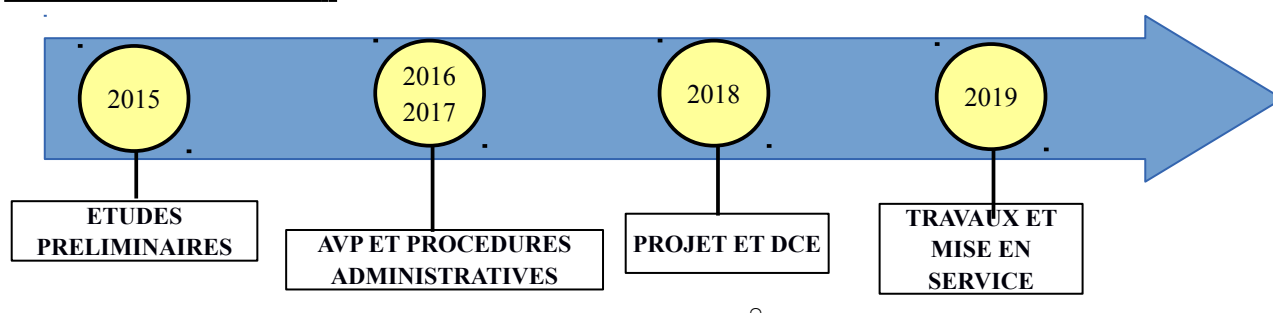 2015
2016
2017
2018
2019
ETUDES
PRELIMINAIRES
AVP ET PROCEDURES
ADMINISTRATIVES
PROJET ET DCE
TRAVAUX ET
MISE EN
SERVICE